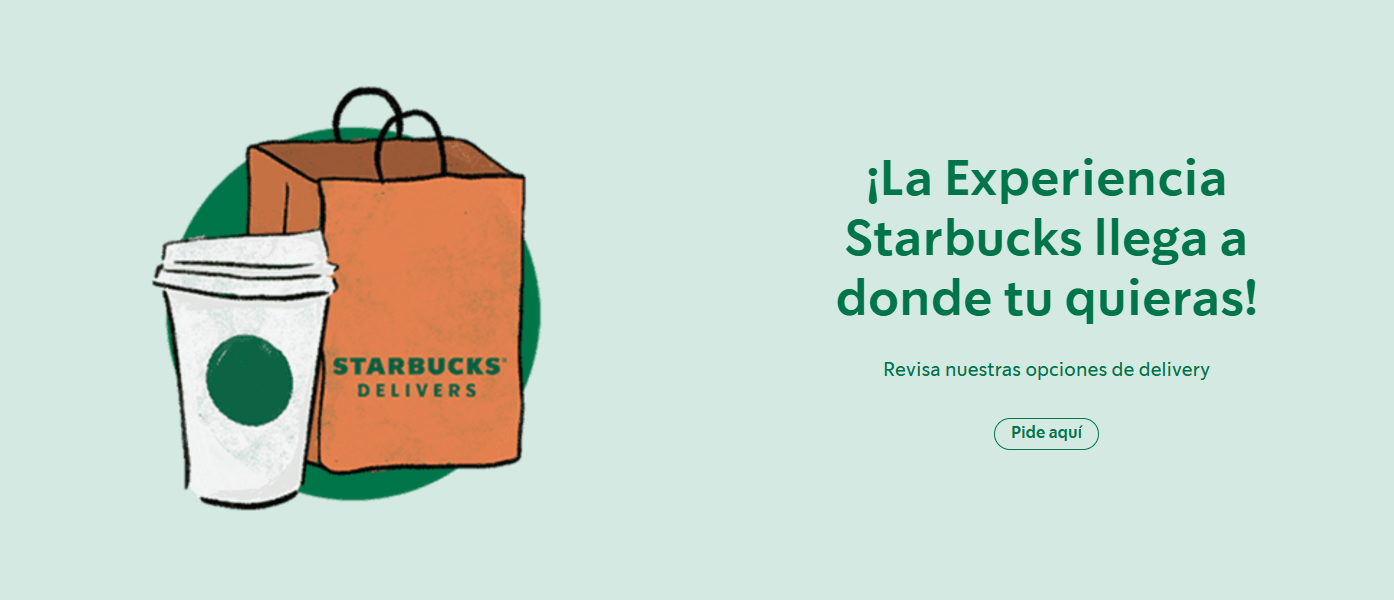 STARBUCKS®
DELIVERS
¡La Experiencia
Starbucks llega a
donde tu quieras!
Revisa nuestras opciones de delivery
Pide aquí